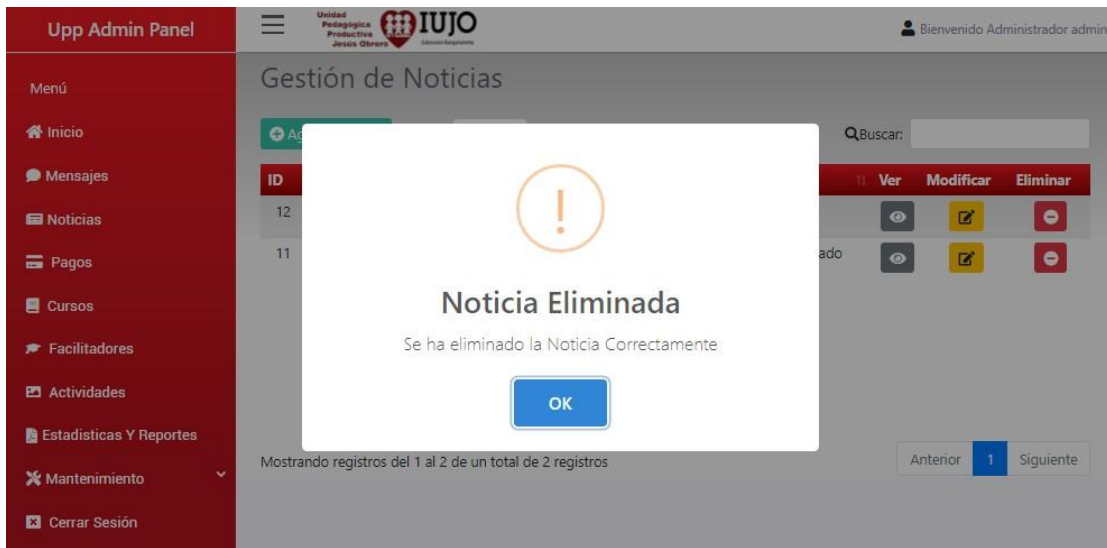 Upp Admin Panel
Unidad
Pedagógica
Productiva
Jesús Obrero
IUJO
Bienvenido Administrador admin
Menú
Inicio
Mensajes
Noticias
Pagos
Cursos
Facilitadores
Actividades
Estadisticas Y Reportes
Mantenimiento
Cerrar Sesión
Gestión de Noticias
Buscar:
ID Ver Modificar Eliminar
12
11 ado
Noticia Eliminada
Se ha eliminado la Noticia Correctamente
OK
Mostrando registros del 1 al 2 de un total de 2 registros
Anterior 1 Siguiente